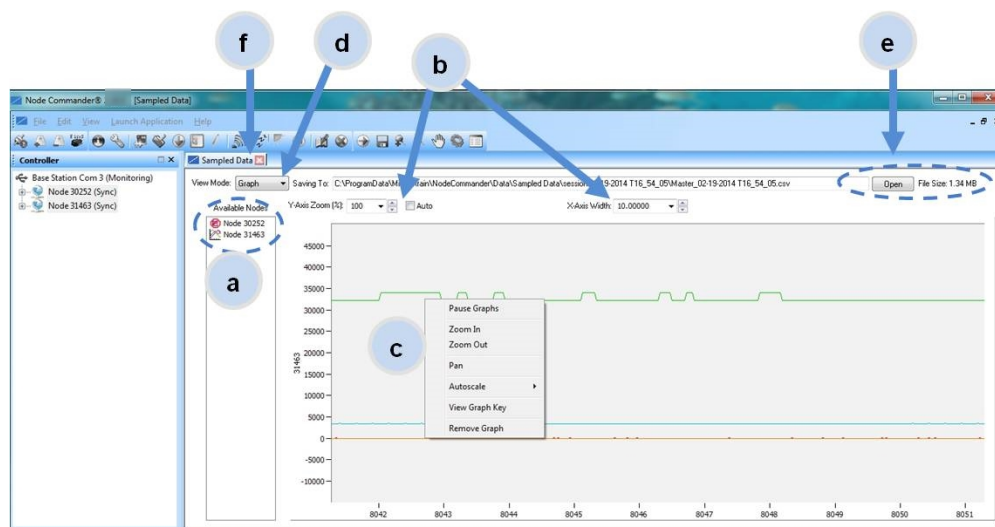 f
d
b
e
Node Commander® [Sampled Data]
File Edit View Launch Application Help
Controller
Sampled Data
Base Station Com 3 (Monitoring)
Node 30252 (Sync)
Node 31463 (Sync)
View Mode: Graph
Saving To: C:\ProgramData\Mi tain\NodeCommander\Data\Sampled Data\session 19-2014 T16_54_05\Master_02-19-2014 T16_54_05.csv
Open
File Size: 1.34 MB
Available Nodes
Y-Axis Zoom (%): 100
Auto
X-Axis Width: 10.00000
Node 30252
Node 31463
a
c
45000
40000
35000
30000
25000
20000
15000
10000
5000
0
-5000
-10000
31463
Pause Graphs
Zoom In
Zoom Out
Pan
Autoscale
View Graph Key
Remove Graph
8042 8043 8044 8045 8046 8047 8048 8049 8050 8051